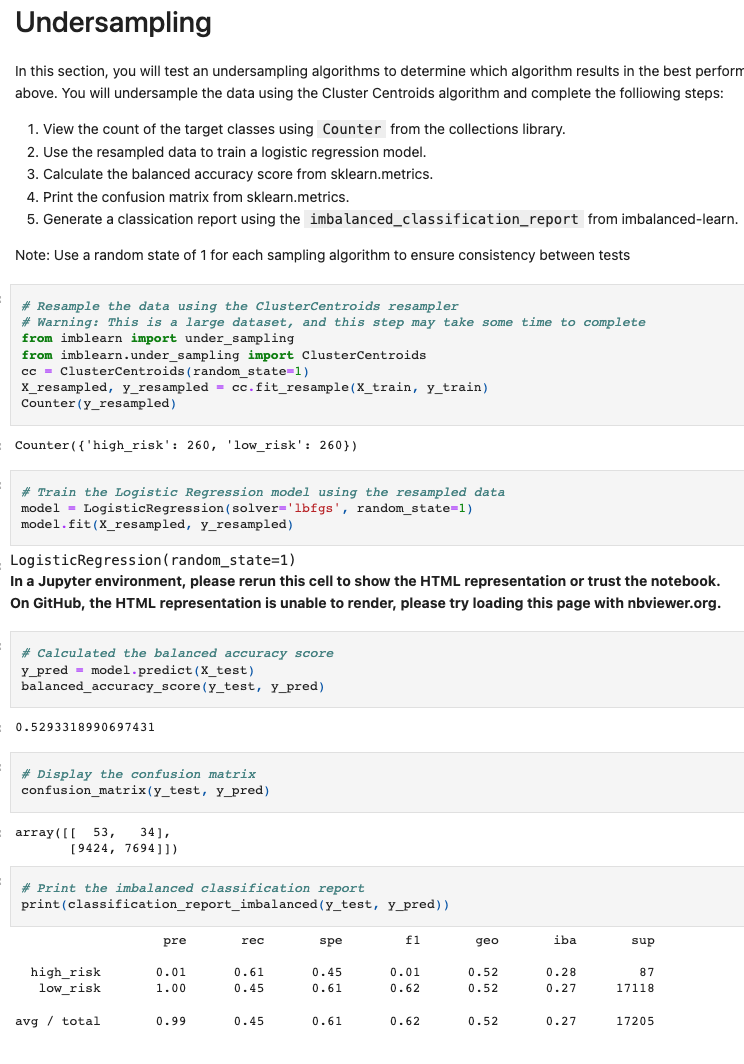 Undersampling
In this section, you will test an undersampling algorithms to determine which algorithm results in the best perform
above. You will undersample the data using the Cluster Centroids algorithm and complete the folliowing steps:
1. View the count of the target classes using Counter from the collections library.
2. Use the resampled data to train a logistic regression model.
3. Calculate the balanced accuracy score from sklearn.metrics.
4. Print the confusion matrix from sklearn.metrics.
5. Generate a classication report using the imbalanced_classification_report from imbalanced-learn.
Note: Use a random state of 1 for each sampling algorithm to ensure consistency between tests
# Resample the data using the ClusterCentroids resampler
# Warning: This is a large dataset, and this step may take some time to complete
from imblearn import under_sampling
from imblearn.under_sampling import ClusterCentroids
cc = ClusterCentroids(random_state=1)
X_resampled, y_resampled = cc.fit_resample(X_train, y_train)
Counter(y_resampled)
Counter({'high_risk': 260, 'low_risk': 260})
# Train the Logistic Regression model using the resampled data
model = LogisticRegression(solver='lbfgs', random_state=1)
model.fit(X_resampled, y_resampled)
LogisticRegression(random_state=1)
In a Jupyter environment, please rerun this cell to show the HTML representation or trust the notebook.
On GitHub, the HTML representation is unable to render, please try loading this page with nbviewer.org.
# Calculated the balanced accuracy score
y_pred = model.predict(X_test)
balanced_accuracy_score(y_test, y_pred)
0.5293318990697431
# Display the confusion matrix
confusion_matrix(y_test, y_pred)
array([[  53,   34],
       [9424, 7694]])
# Print the imbalanced classification report
print(classification_report_imbalanced(y_test, y_pred))
pre rec spe f1 geo iba sup
high_risk 0.01 0.61 0.45 0.01 0.52 0.28 87
low_risk 1.00 0.45 0.61 0.62 0.52 0.27 17118
avg / total 0.99 0.45 0.61 0.62 0.52 0.27 17205